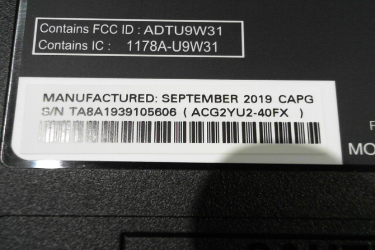 Contains FCC ID : ADTU9W31
Contains IC : 1178A-U9W31
MANUFACTURED: SEPTEMBER 2019 CAPG
S/N TA8A1939105606 ( ACG2YU2-40FX )